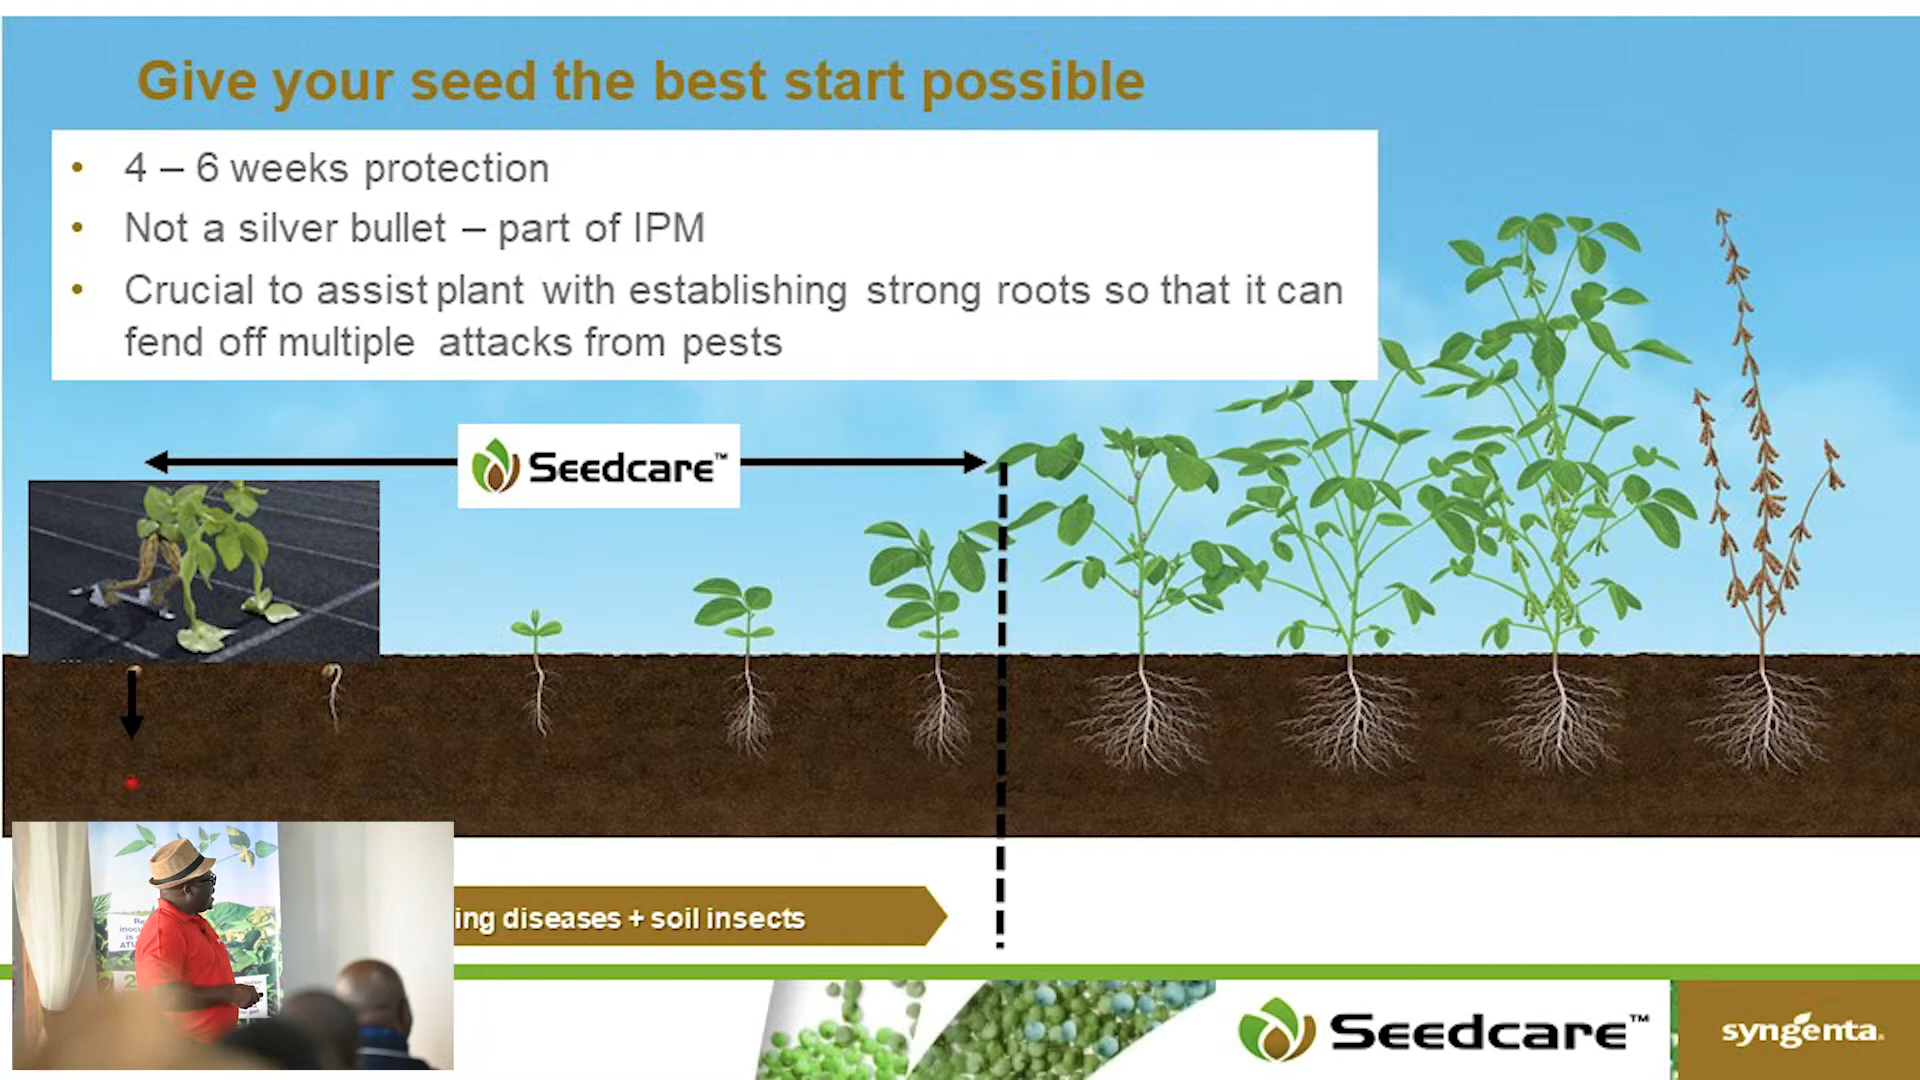 Give your seed the best start possible
• 4 – 6 weeks protection
• Not a silver bullet – part of IPM
• Crucial to assist plant with establishing strong roots so that it can
fend off multiple attacks from pests
Seedcare™
ing diseases + soil insects
Seedcare™
syngenta